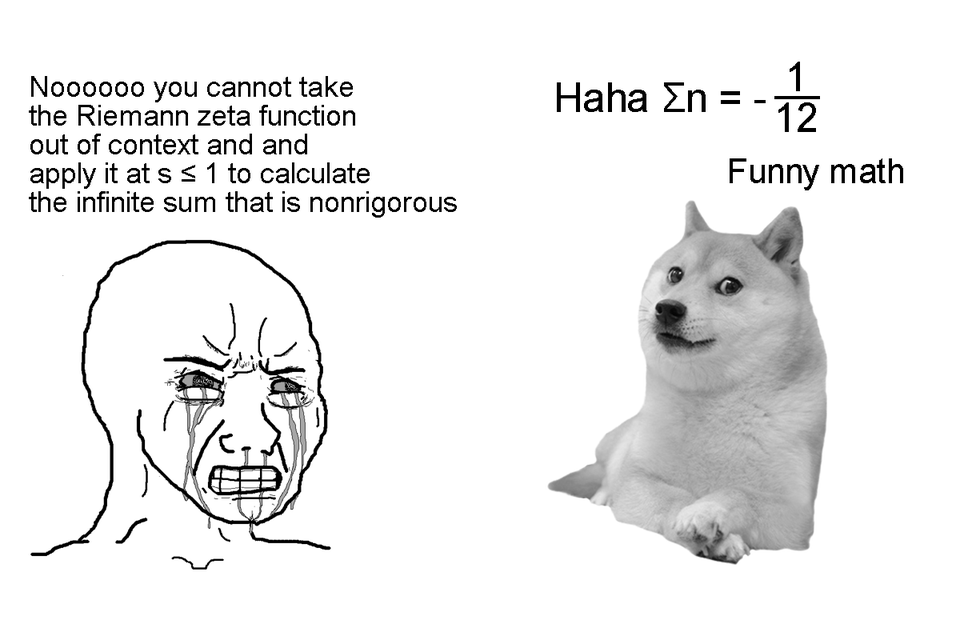 Noooooo you cannot take
the Riemann zeta function
out of context and and
apply it at s ≤ 1 to calculate
the infinite sum that is nonrigorous
Haha Σn = - 1/12
Funny math